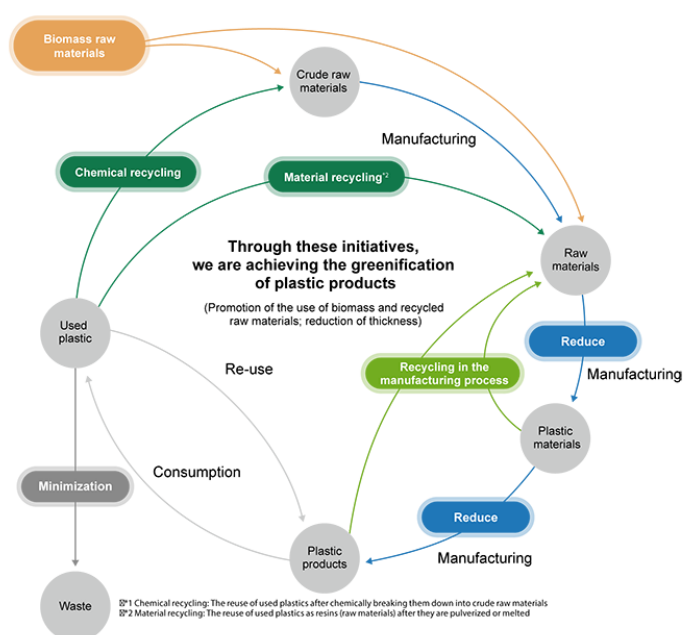 Biomass raw
materials
Crude raw
materials
Manufacturing
Chemical recycling
Material recycling*2
Through these initiatives,
we are achieving the greenification
of plastic products
(Promotion of the use of biomass and recycled
raw materials; reduction of thickness)
Raw
materials
Used
plastic
Reduce
Re-use
Recycling in the
manufacturing process
Manufacturing
Plastic
materials
Consumption
Minimization
Reduce
Plastic
products
Manufacturing
Waste
*1 Chemical recycling: The reuse of used plastics after chemically breaking them down into crude raw materials
*2 Material recycling: The reuse of used plastics as resins (raw materials) after they are pulverized or melted